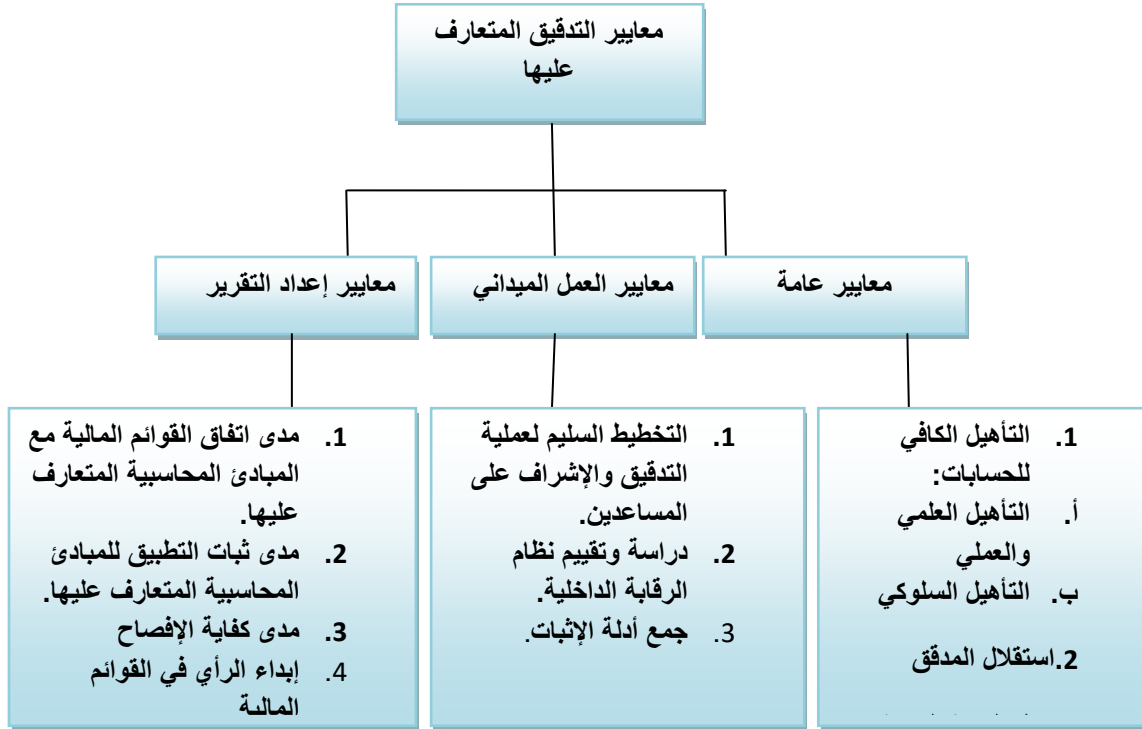 معايير التدقيق المتعارف
عليها
معايير عامة
معايير العمل الميداني
معايير إعداد التقرير
1. التأهيل الكافي
للحسابات:
أ. التأهيل العلمي
والعملي
ب. التأهيل السلوكي
2.استقلال المدقق
1. التخطيط السليم لعملية
التدقيق والإشراف على
المساعدين.
2. دراسة وتقييم نظام
الرقابة الداخلية.
3. جمع أدلة الإثبات.
1. مدى اتفاق القوائم المالية مع
المبادئ المحاسبية المتعارف
عليها.
2. مدى ثبات التطبيق للمبادئ
المحاسبية المتعارف عليها.
3. مدى كفاية الإفصاح
4. إبداء الرأي في القوائم
المالية